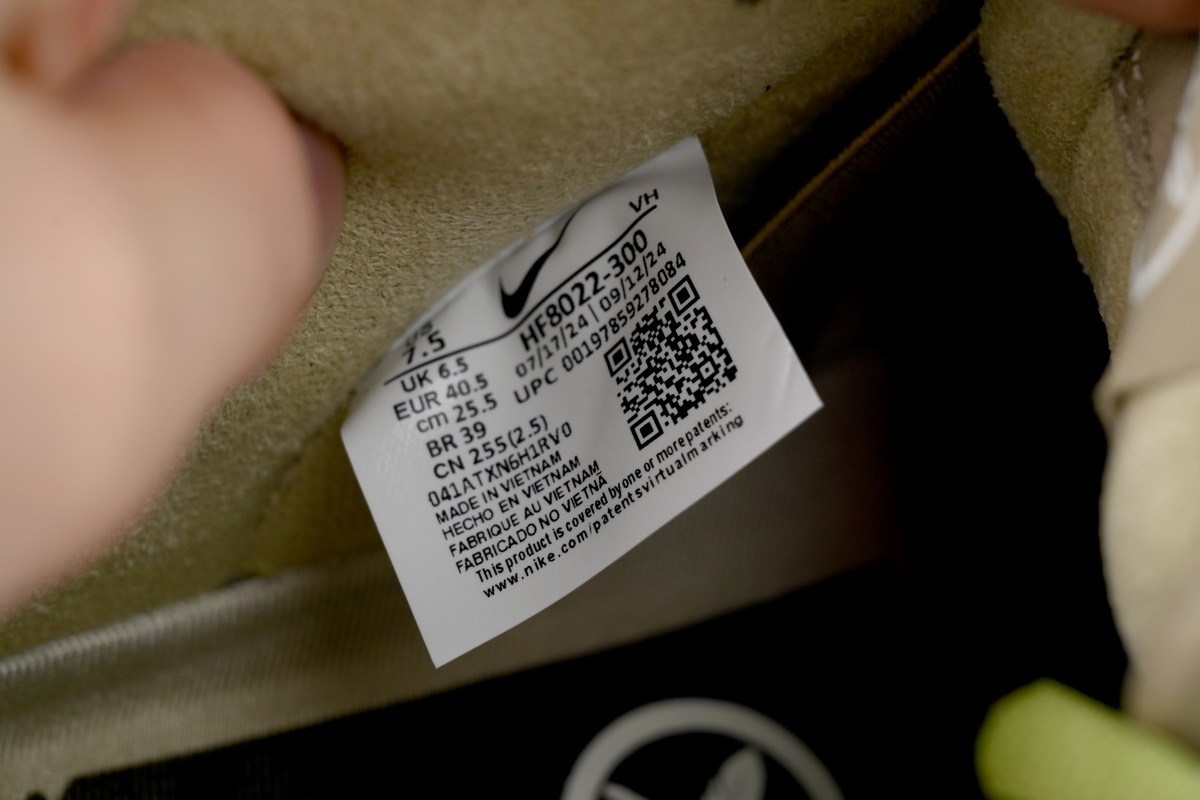 VH
US
7.5
HF8022-300
07/17/24 | 09/12/24
UPC 00197859278084
UK 6.5
EUR 40.5
cm 25.5
BR 39
CN 255(2.5)
041ATXN6H1RV0
MADE IN VIETNAM
HECHO EN VIETNAM
FABRIQUE AU VIETNAM
FABRICADO NO VIETNÃ
This product is covered by one or more patents:
www.nike.com/patentsvirtualmarking